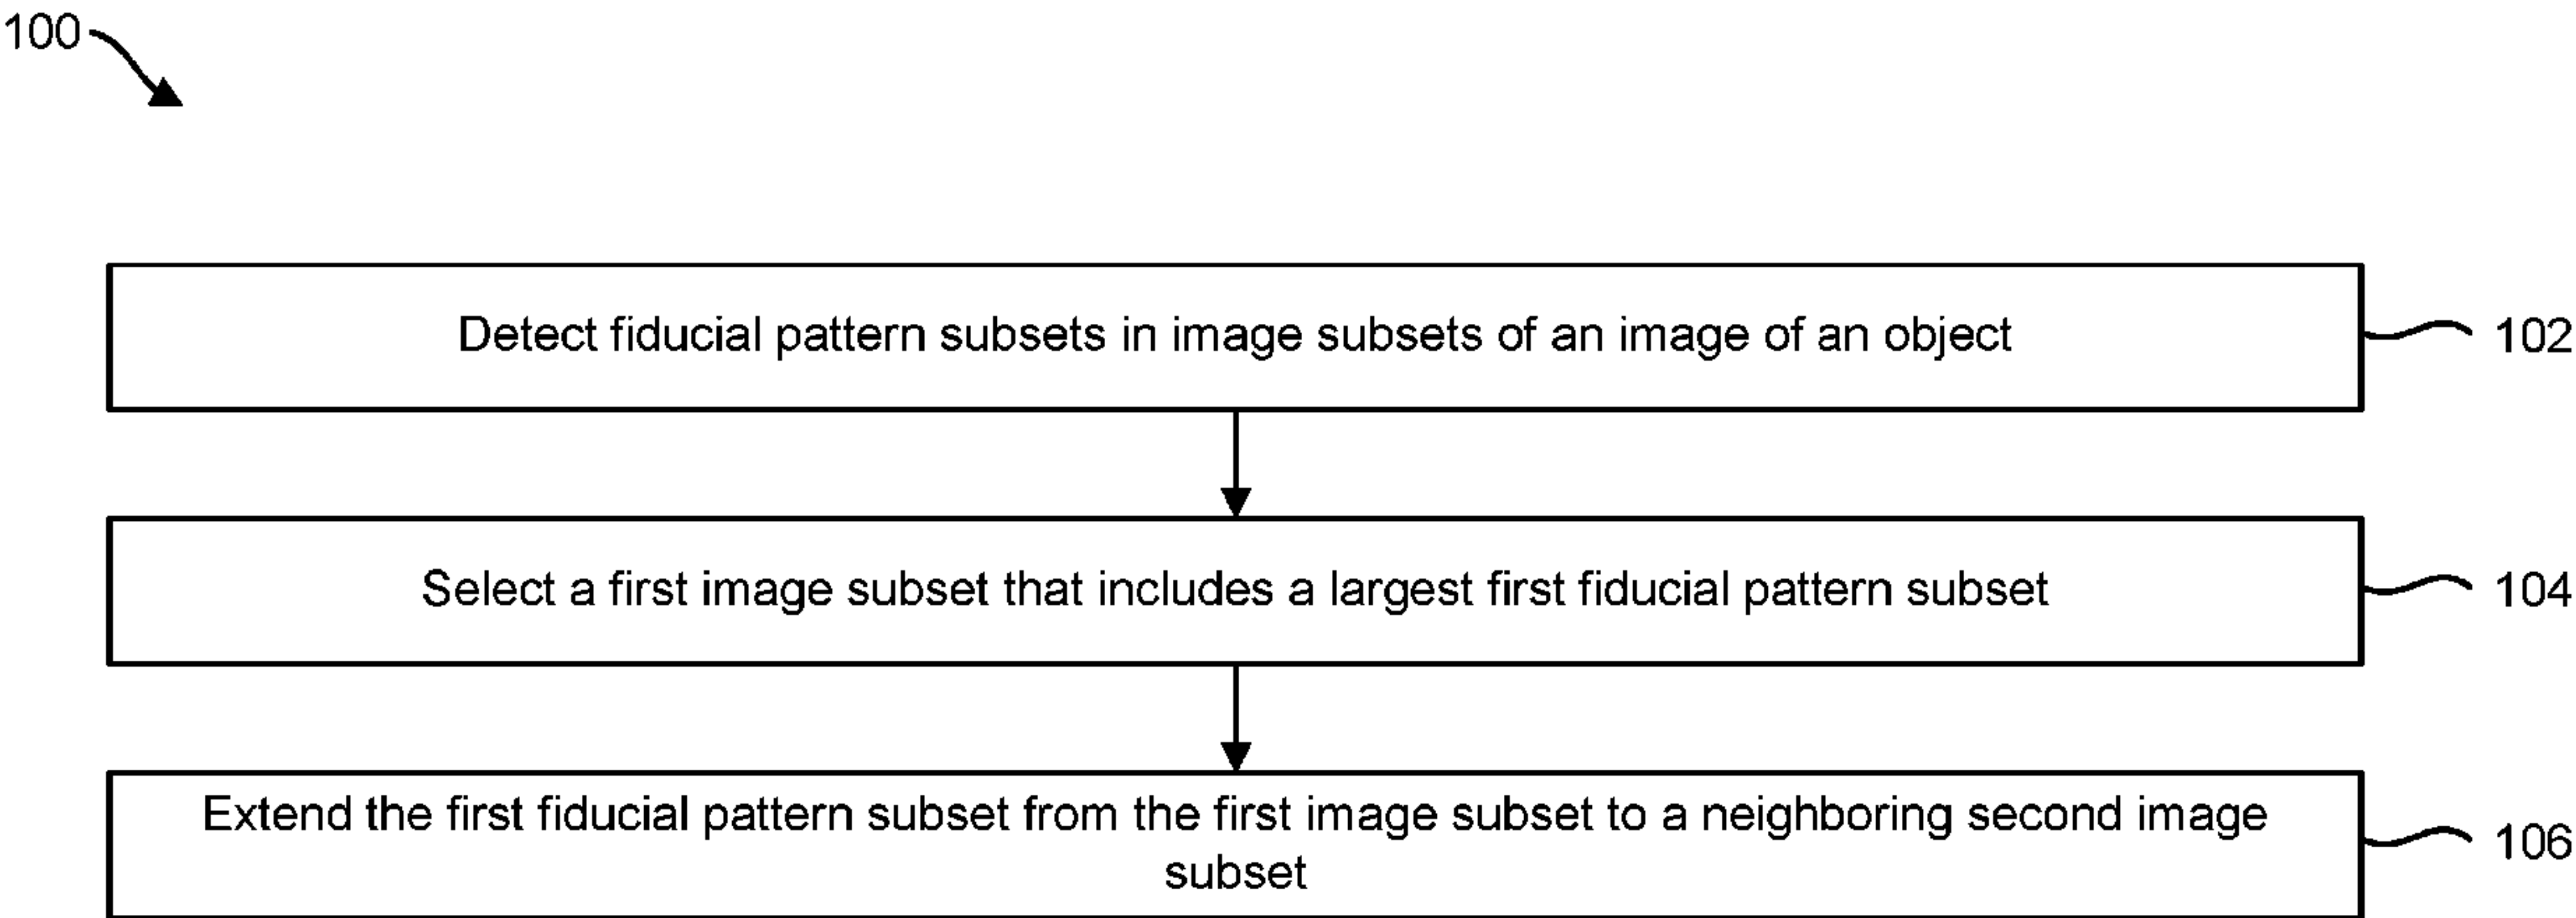 100
Detect fiducial pattern subsets in image subsets of an image of an object
102
Select a first image subset that includes a largest first fiducial pattern subset
104
Extend the first fiducial pattern subset from the first image subset to a neighboring second image
subset
106